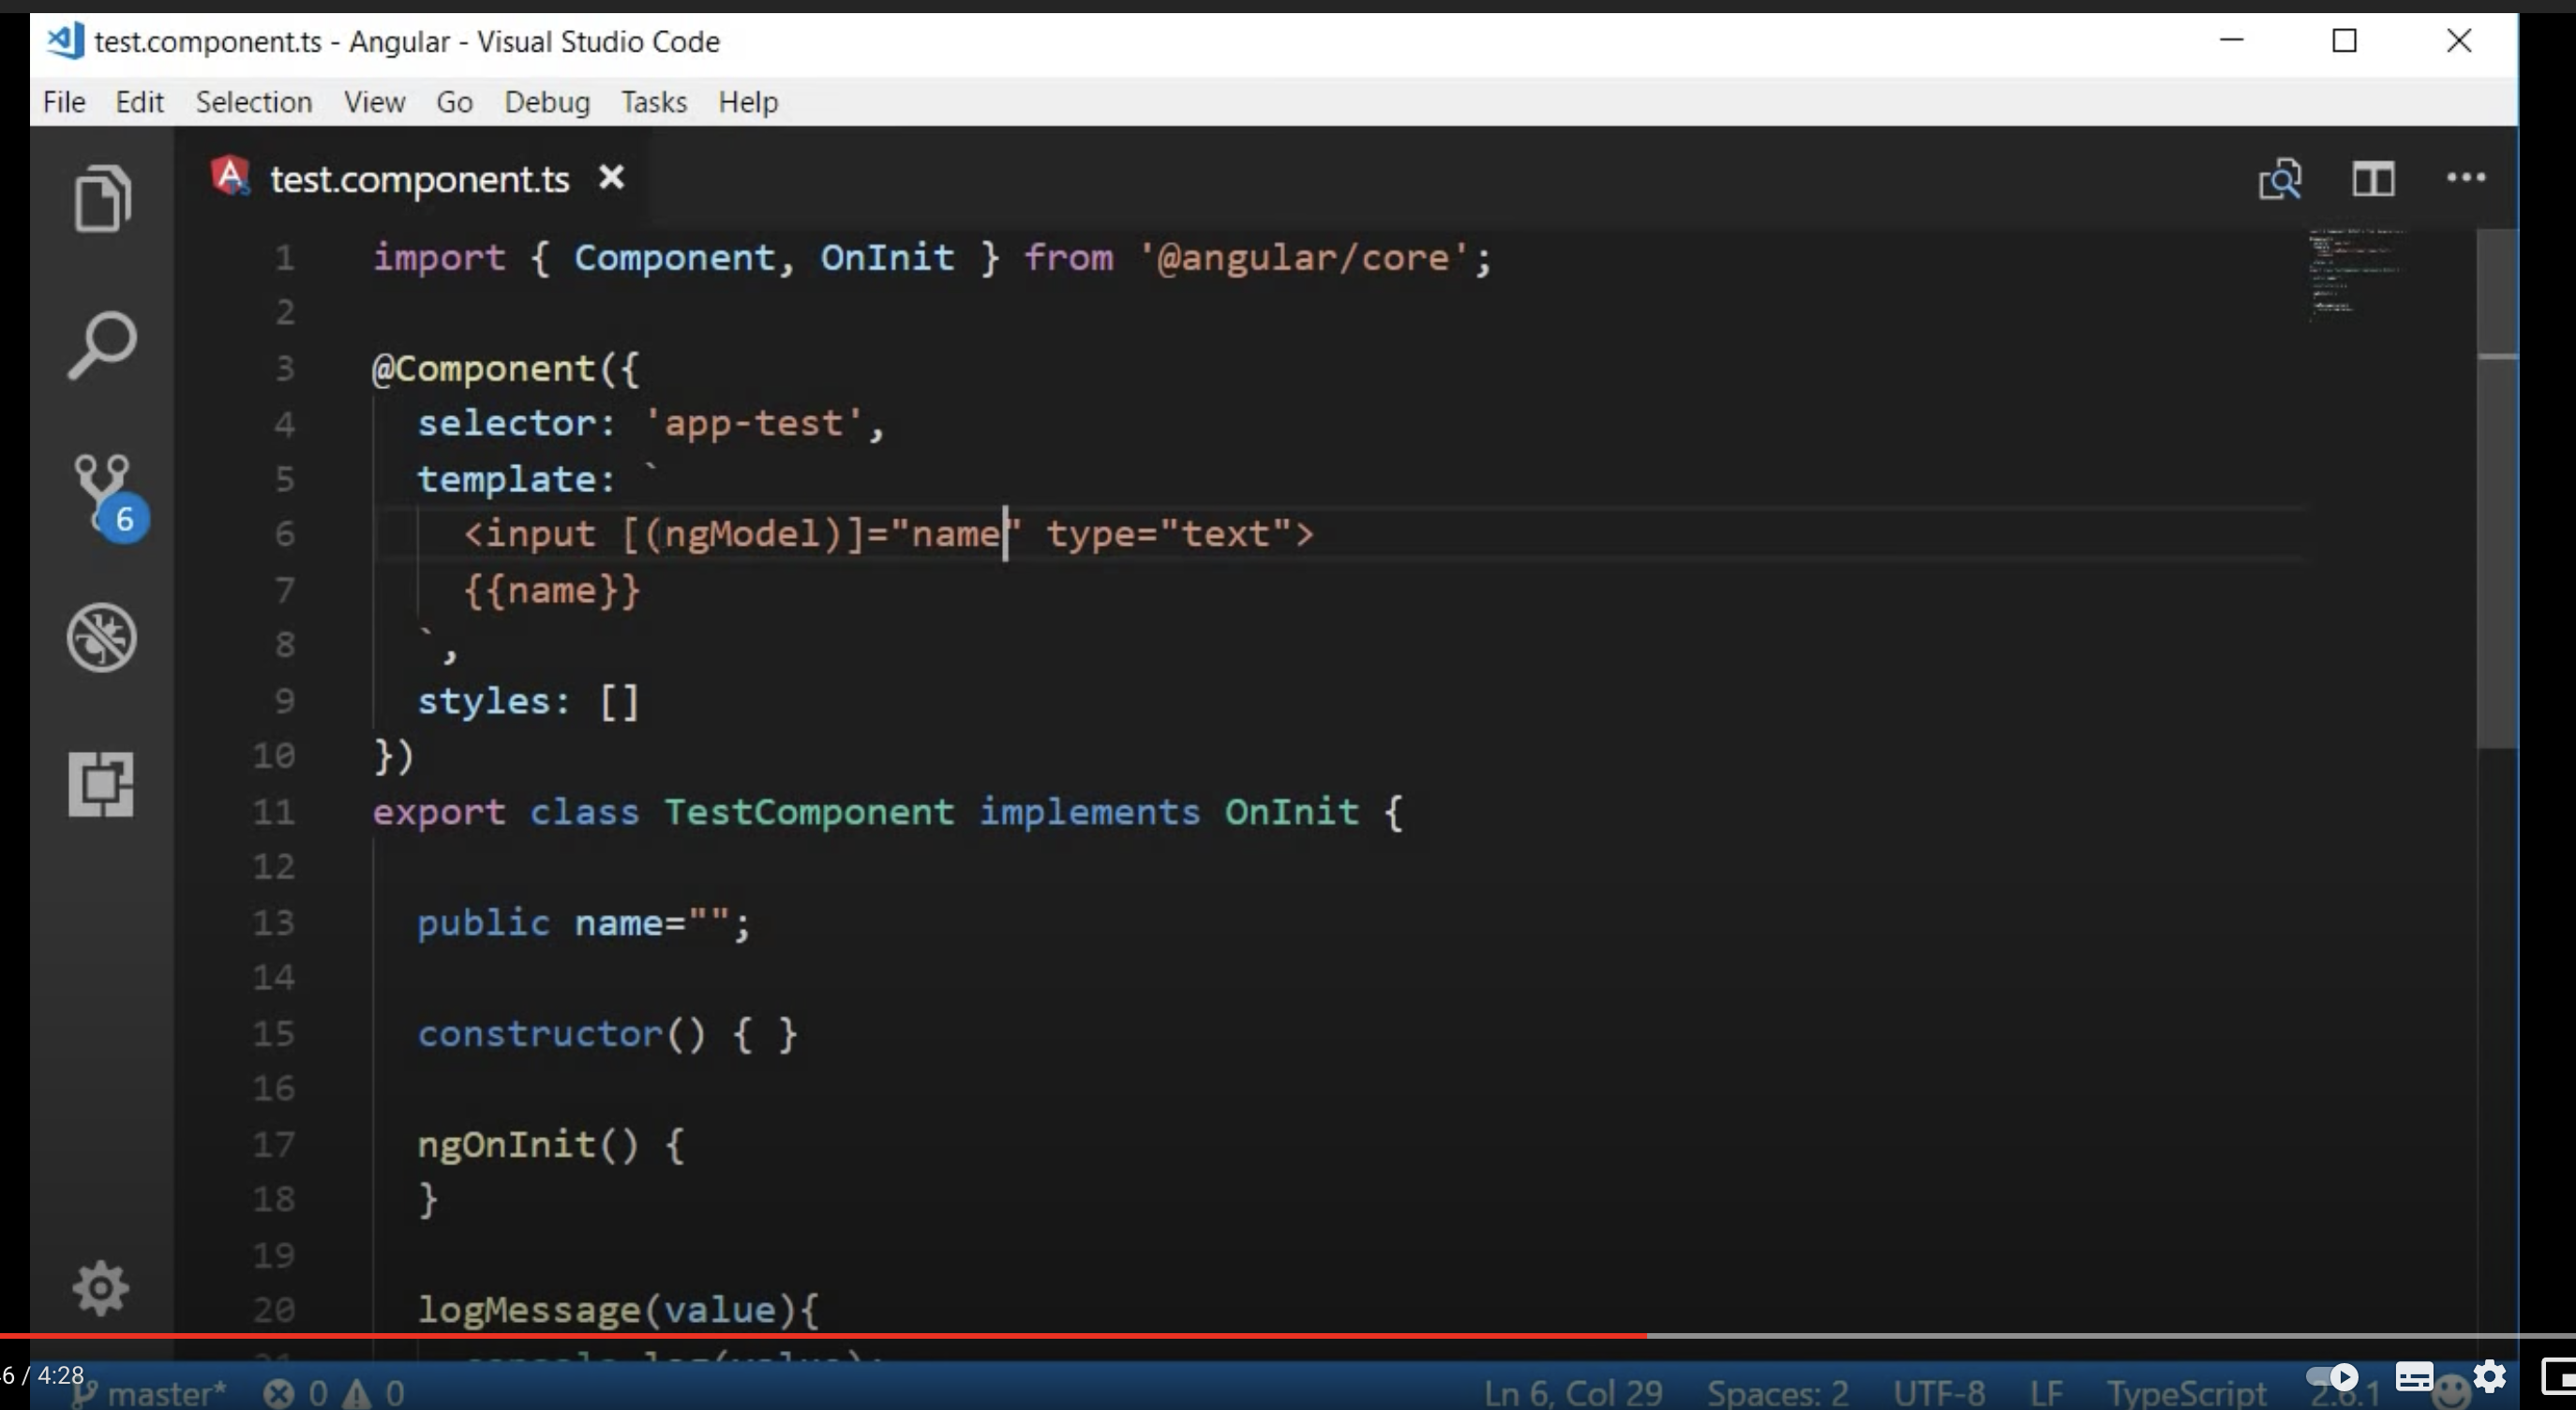 test.component.ts - Angular - Visual Studio Code
File Edit Selection View Go Debug Tasks Help
test.component.ts
1 import { Component, OnInit } from '@angular/core';
2
3 @Component({
4 selector: 'app-test',
5 template: `
6 <input [(ngModel)]="name" type="text">
7 {{name}}
8 `,
9 styles: []
10 })
11 export class TestComponent implements OnInit {
12
13 public name="";
14
15 constructor() { }
16
17 ngOnInit() {
18 }
19
20 logMessage(value){
21 console.log(value);
6
6 / 4:28
master* 0 0 Ln 6, Col 29 Spaces: 2 UTF-8 LF TypeScript 2.6.1